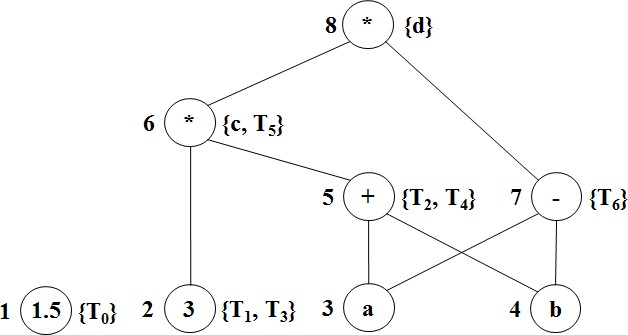 8 * {d}
6 * {c, T₅}
5 + {T₂, T₄} 7 - {T₆}
1 1.5 {T₀} 2 3 {T₁, T₃} 3 a 4 b